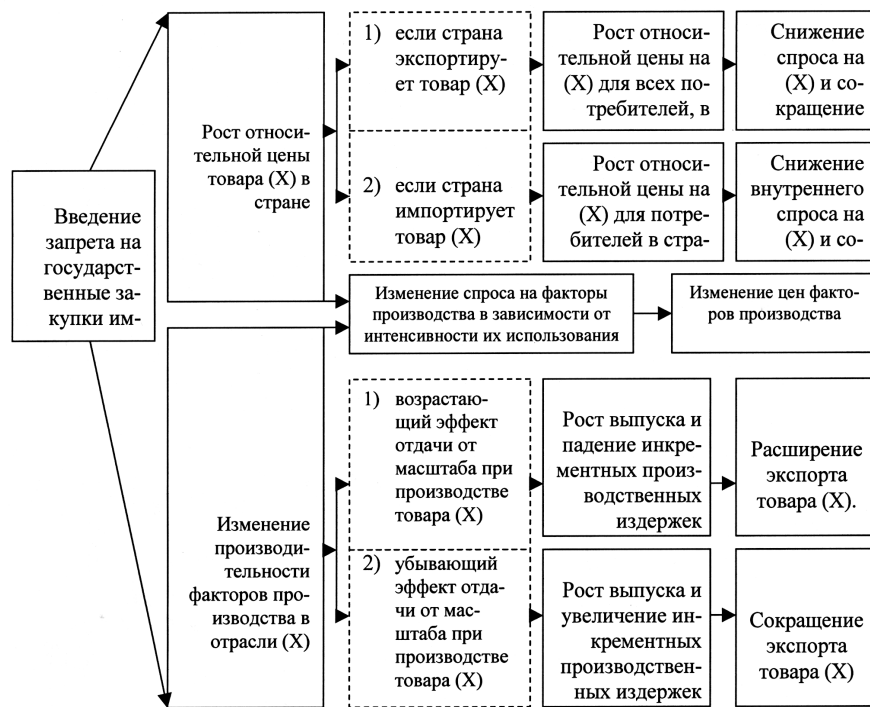 Введение
запрета на
государст-
венные за-
купки им-
Рост относи-
тельной цены
товара (X) в
стране
1) если страна
экспортиру-
ет товар (X)
Рост относи-
тельной цены на
(X) для всех по-
требителей, в
Снижение
спроса на
(X) и со-
кращение
2) если страна
импортирует
товар (X)
Рост относи-
тельной цены на
(X) для потре-
бителей в стра-
Снижение
внутреннего
спроса на
(X) и со-
Изменение спроса на факторы
производства в зависимости от
интенсивности их использования
Изменение цен факто-
ров производства
Изменение
производи-
тельности
факторов про-
изводства в
отрасли (X)
1) возрастаю-
щий эффект
отдачи от
масштаба при
производстве
товара (X)
Рост выпуска и
падение инкре-
ментных произ-
водственных
издержек
Расширение
экспорта
товара (X).
2) убывающий
эффект отда-
чи от мас-
штаба при
производстве
товара (X)
Рост выпуска и
увеличение ин-
крементных
производствен-
ных издержек
Сокращение
экспорта
товара (X)